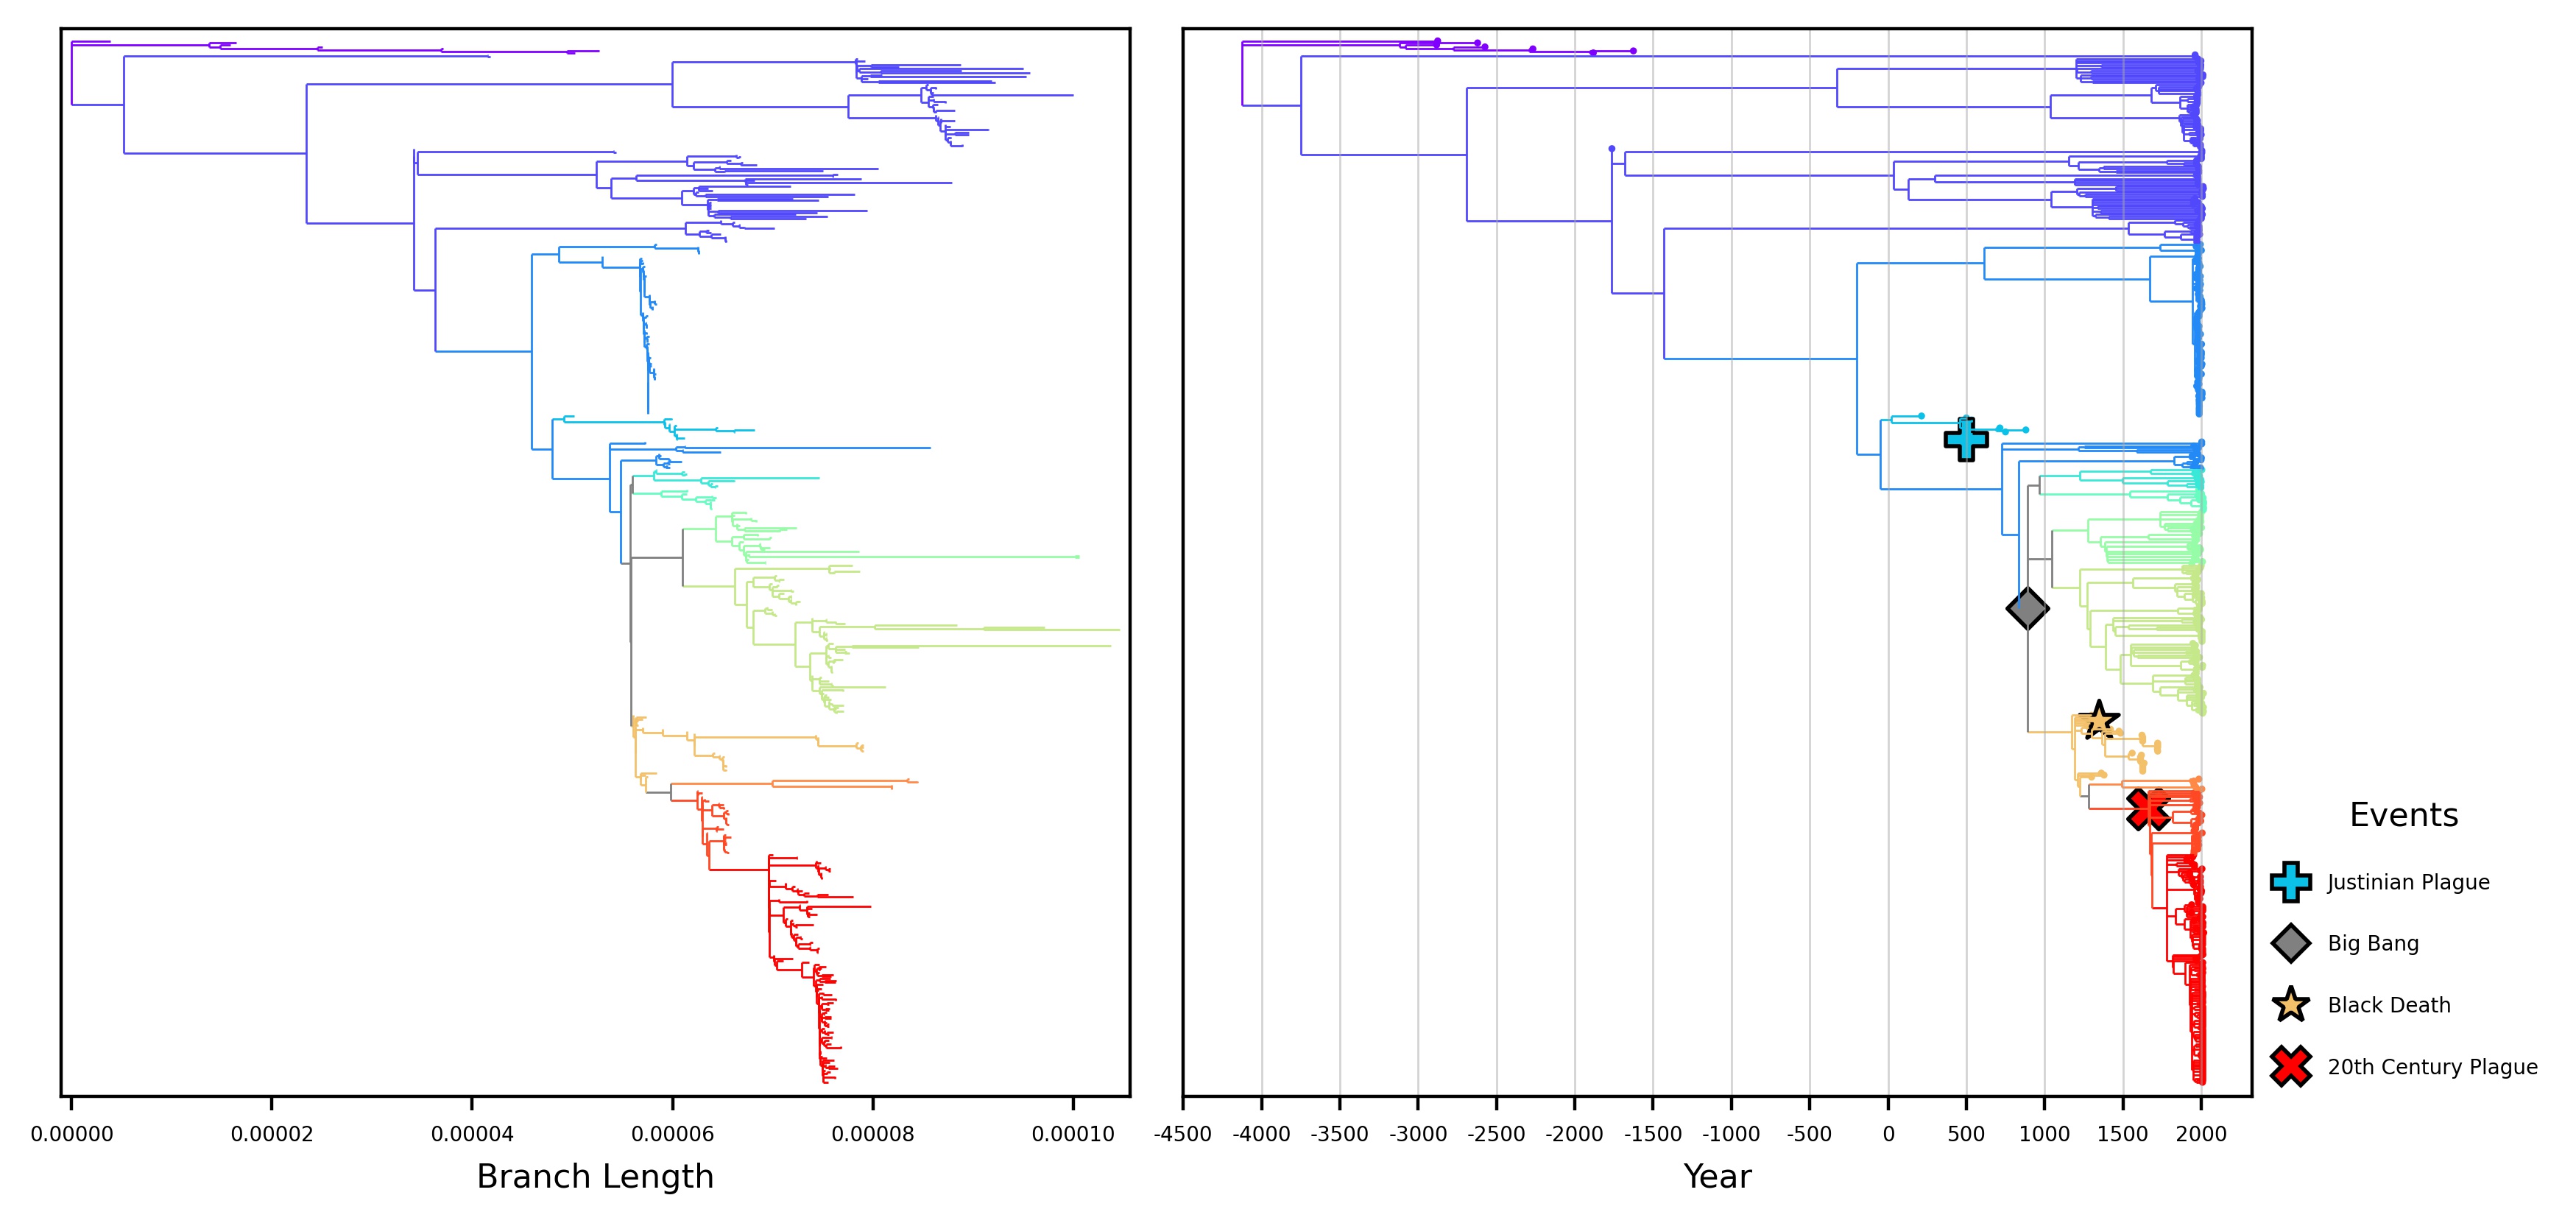 0.00000 0.00002 0.00004 0.00006 0.00008 0.00010
Branch Length
-4500 -4000 -3500 -3000 -2500 -2000 -1500 -1000 -500 0 500 1000 1500 2000
Year
Events
Justinian Plague
Big Bang
Black Death
20th Century Plague